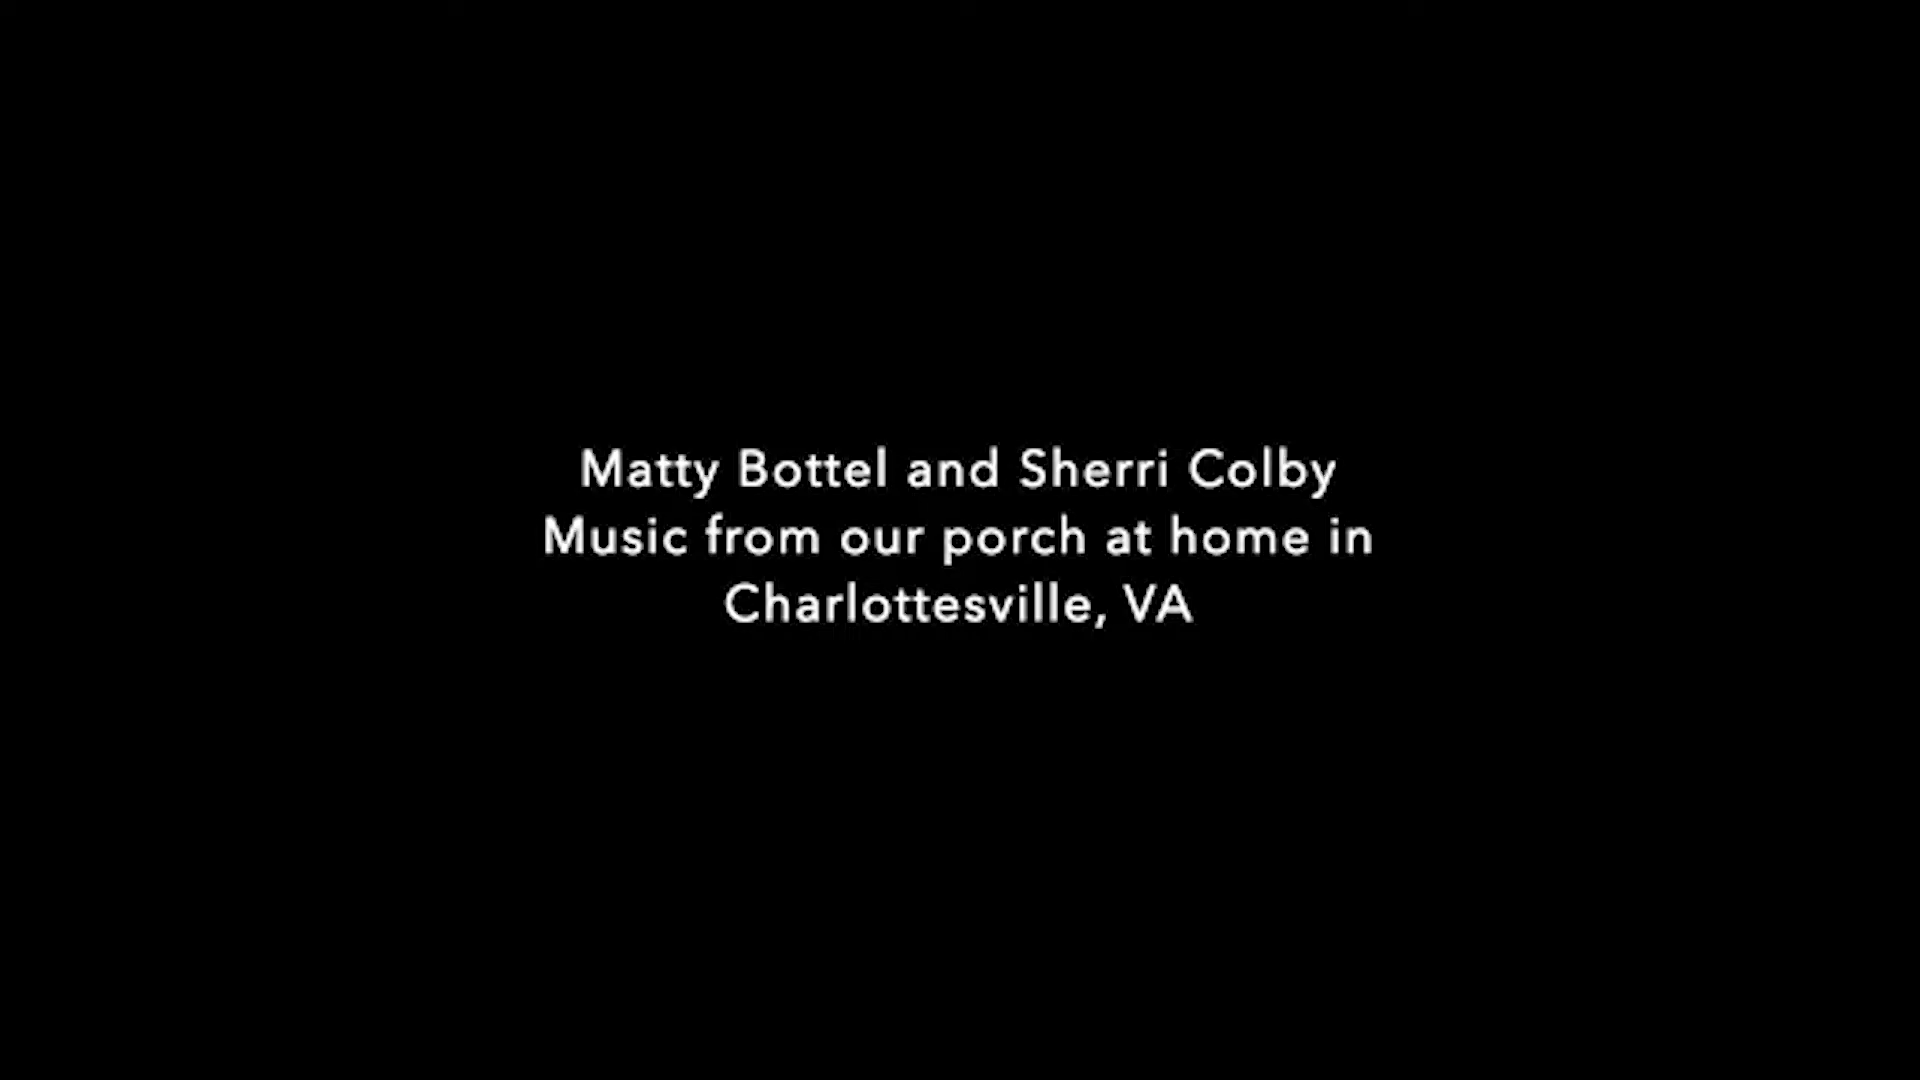 Matty Bottel and Sherri Colby
Music from our porch at home in
Charlottesville, VA